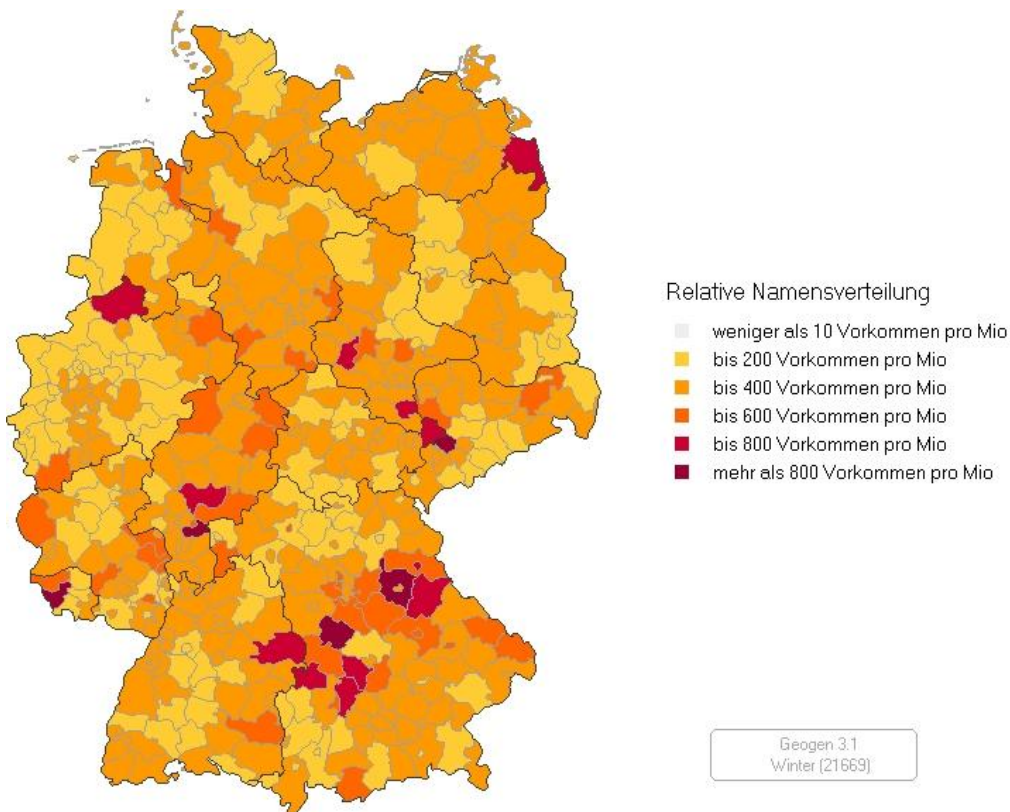 Relative Namensverteilung
weniger als 10 Vorkommen pro Mio
bis 200 Vorkommen pro Mio
bis 400 Vorkommen pro Mio
bis 600 Vorkommen pro Mio
bis 800 Vorkommen pro Mio
mehr als 800 Vorkommen pro Mio
Geogen 3.1
Winter (21669)